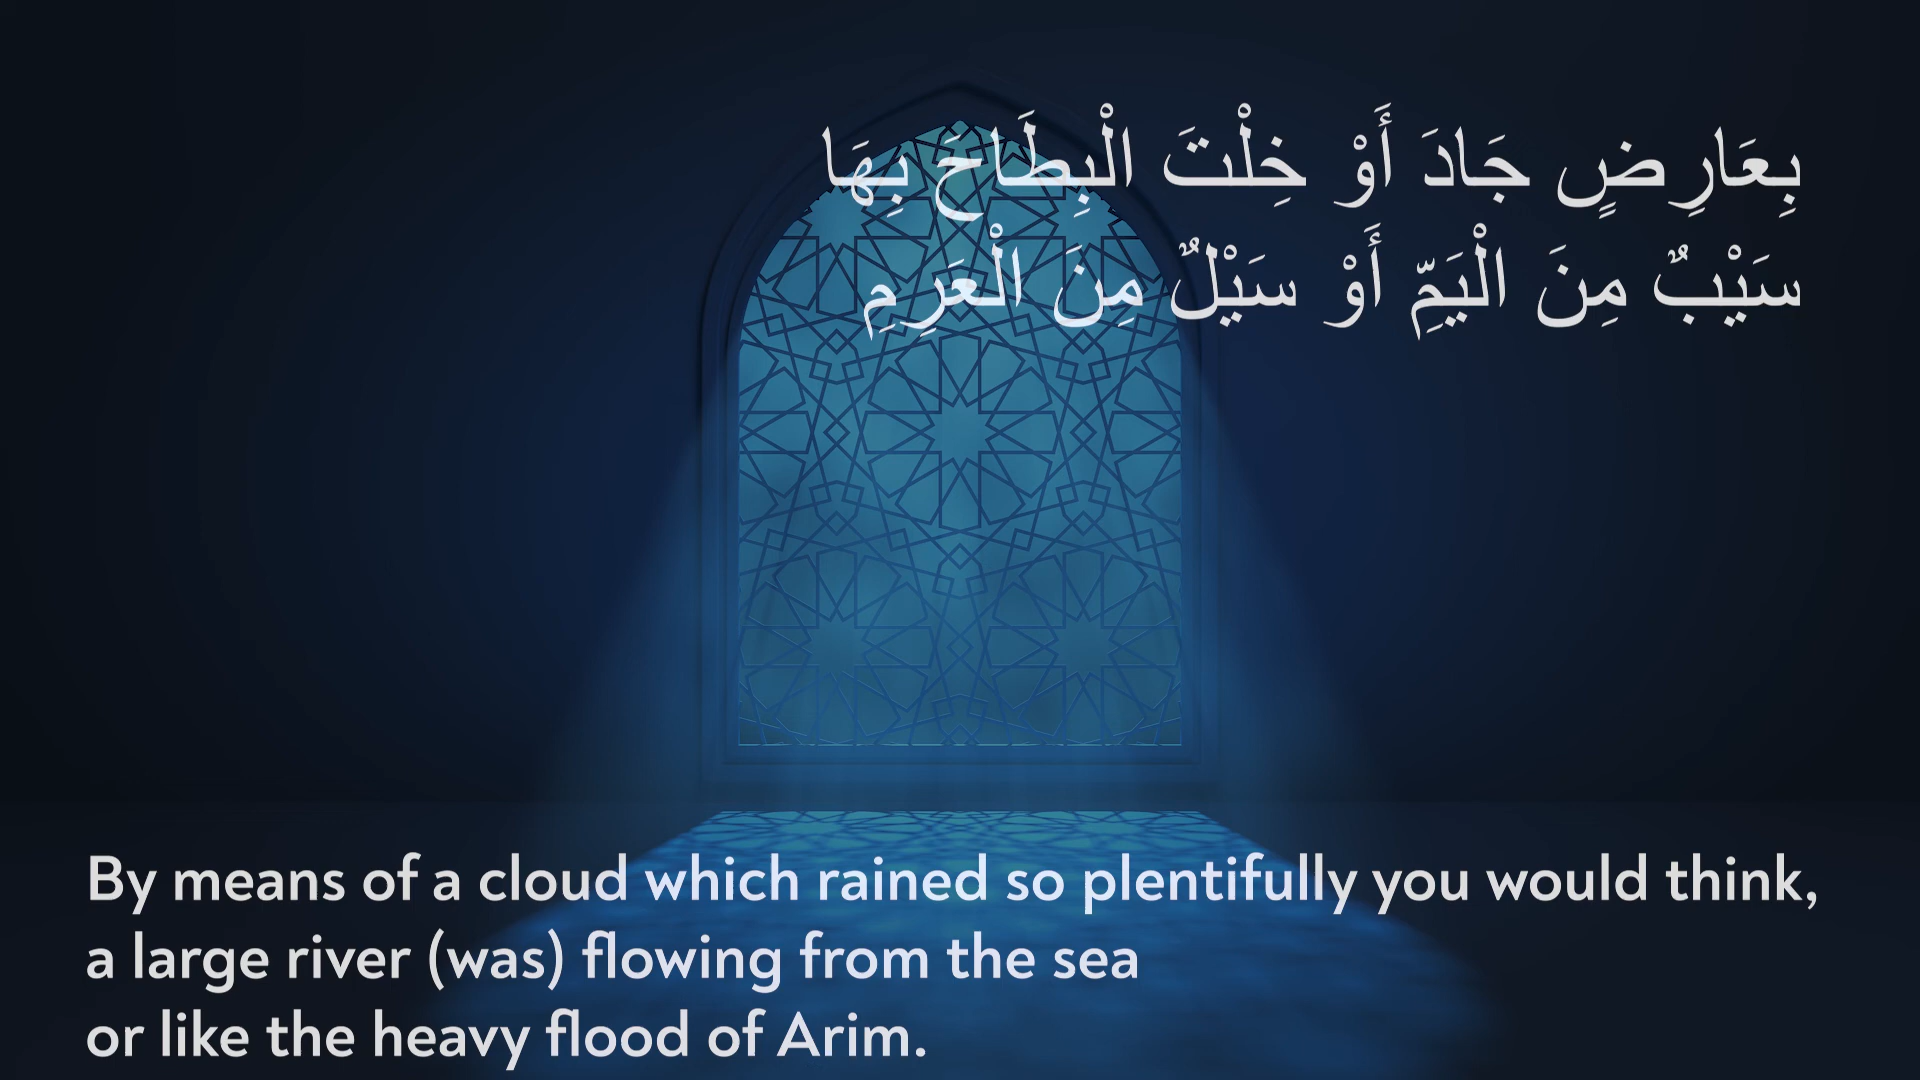 بِعَارِضٍ جَادَ أَوْ خِلْتَ الْبِطَاحَ بِهَا
سَيْبٌ مِنَ الْيَمِّ أَوْ سَيْلٌ مِنَ الْعَرِمِ
By means of a cloud which rained so plentifully you would think,
a large river (was) flowing from the sea
or like the heavy flood of Arim.